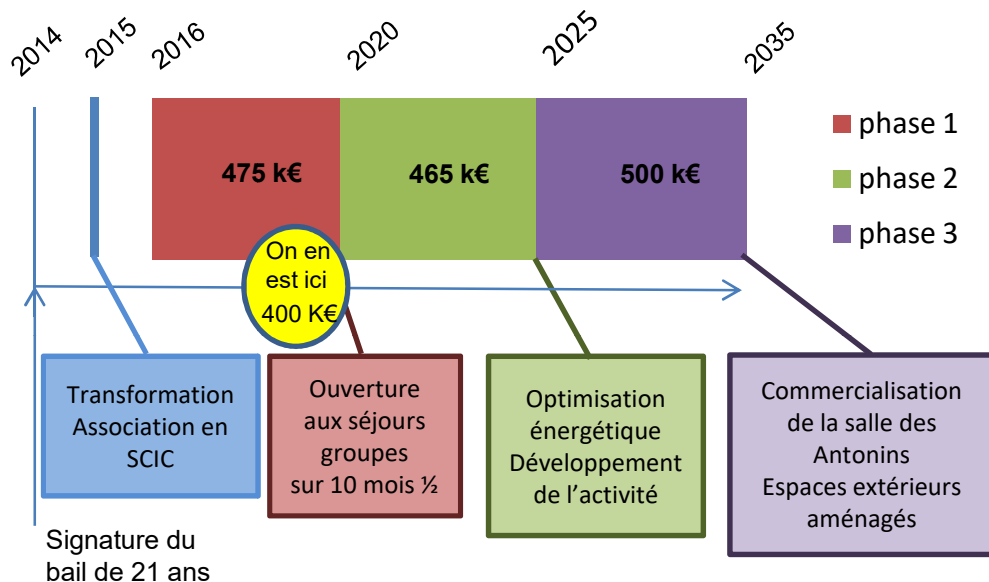 2014
2015
2016
2020
2025
2035
475 k€
465 k€
500 k€
phase 1
phase 2
phase 3
On en
est ici
400 K€
Transformation
Association en
SCIC
Ouverture
aux séjours
groupes
sur 10 mois ½
Optimisation
énergétique
Développement
de l’activité
Commercialisation
de la salle des
Antonins
Espaces extérieurs
aménagés
Signature du
bail de 21 ans